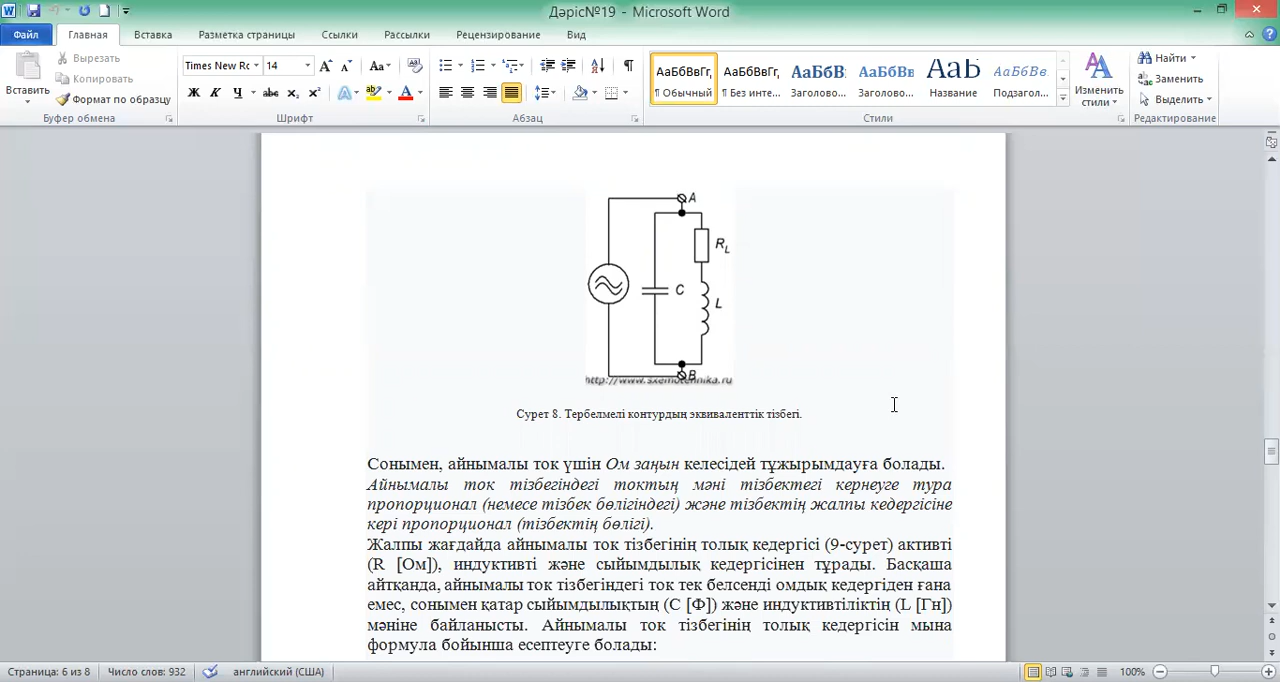 Дәріс№19 - Microsoft Word
Файл Главная Вставка Разметка страницы Ссылки Рассылки Рецензирование Вид
Вставить
Вырезать
Копировать
Формат по образцу
Буфер обмена
Times New Rc 14
Ж К Ч abc x₂ x²
Шрифт
Абзац
АаБбВвГг, АаБбВвГг, АаБбВ: АаБбВв АаБ АаБбВв.
¶ Обычный ¶ Без инте... Заголово... Заголово... Название Подзагол...
Изменить стили
Стили
Найти
Заменить
Выделить
Редактирование
A
R_L
C
L
B
http://www.sxemotehnika.ru
Сурет 8. Тербелмелі контурдың эквиваленттік тізбегі.
Сонымен, айнымалы ток үшін Ом заңын келесідей тұжырымдауға болады.
Айнымалы ток тізбегіндегі токтың мәні тізбектегі кернеуге тура
пропорционал (немесе тізбек бөлігіндегі) және тізбектің жалпы кедергісіне
кері пропорционал (тізбектің бөлігі).
Жалпы жағдайда айнымалы ток тізбегінің толық кедергісі (9-сурет) активті
(R [Ом]), индуктивті және сыйымдылық кедергісінен тұрады. Басқаша
айтқанда, айнымалы ток тізбегіндегі ток тек белсенді омдық кедергіден ғана
емес, сонымен қатар сыйымдылықтың (C [Ф]) және индуктивтіліктің (L [Гн])
мәніне байланысты. Айнымалы ток тізбегінің толық кедергісін мына
формула бойынша есептеуге болады:
Страница: 6 из 8 Число слов: 932 английский (США) 100%